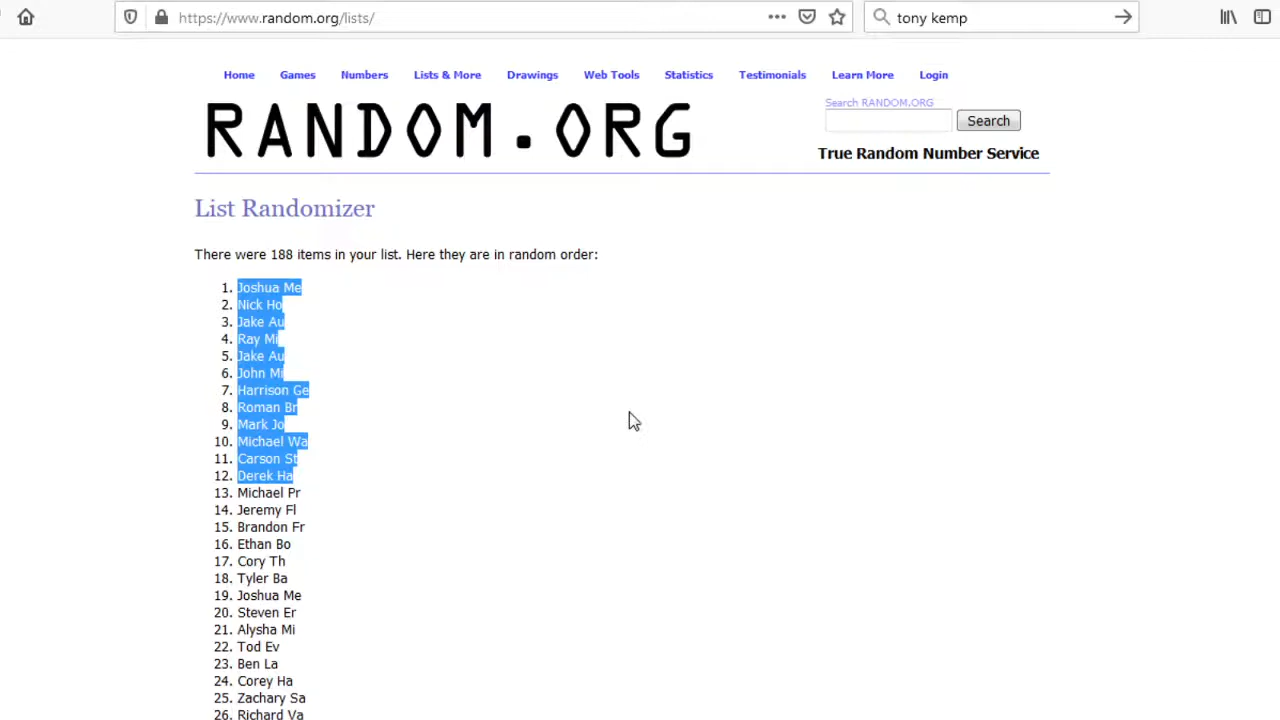 https://www.random.org/lists/
tony kemp
Home Games Numbers Lists & More Drawings Web Tools Statistics Testimonials Learn More Login
RANDOM.ORG
Search RANDOM.ORG
Search
True Random Number Service
List Randomizer
There were 188 items in your list. Here they are in random order:
1. Joshua Me
2. Nick Ho
3. Jake Au
4. Ray Mi
5. Jake Au
6. John Mi
7. Harrison Ge
8. Roman Br
9. Mark Jo
10. Michael Wa
11. Carson St
12. Derek Ha
13. Michael Pr
14. Jeremy Fl
15. Brandon Fr
16. Ethan Bo
17. Cory Th
18. Tyler Ba
19. Joshua Me
20. Steven Er
21. Alysha Mi
22. Tod Ev
23. Ben La
24. Corey Ha
25. Zachary Sa
26. Richard Va